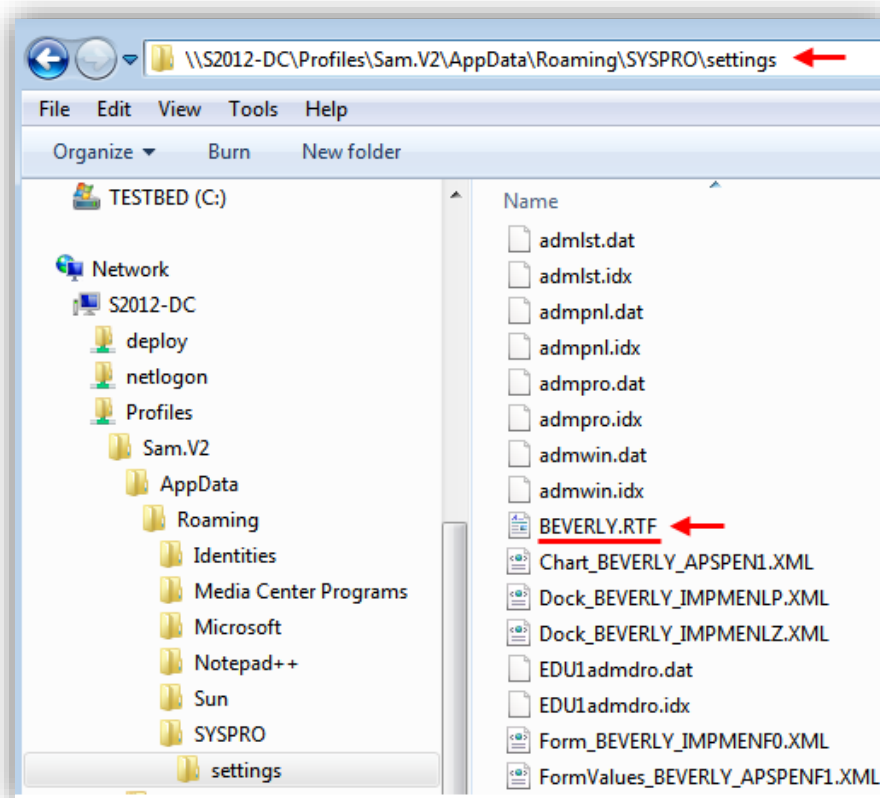 \\S2012-DC\Profiles\Sam.V2\AppData\Roaming\SYSPRO\settings
File Edit View Tools Help
Organize Burn New folder
TESTBED (C:)
Network
S2012-DC
deploy
netlogon
Profiles
Sam.V2
AppData
Roaming
Identities
Media Center Programs
Microsoft
Notepad++
Sun
SYSPRO
settings
Name
admlst.dat
admlst.idx
admpnl.dat
admpnl.idx
admpro.dat
admpro.idx
admwin.dat
admwin.idx
BEVERLY.RTF
Chart_BEVERLY_APSPEN1.XML
Dock_BEVERLY_IMPMENLP.XML
Dock_BEVERLY_IMPMENLZ.XML
EDU1admdro.dat
EDU1admdro.idx
Form_BEVERLY_IMPMENF0.XML
FormValues_BEVERLY_APSPENF1.XML